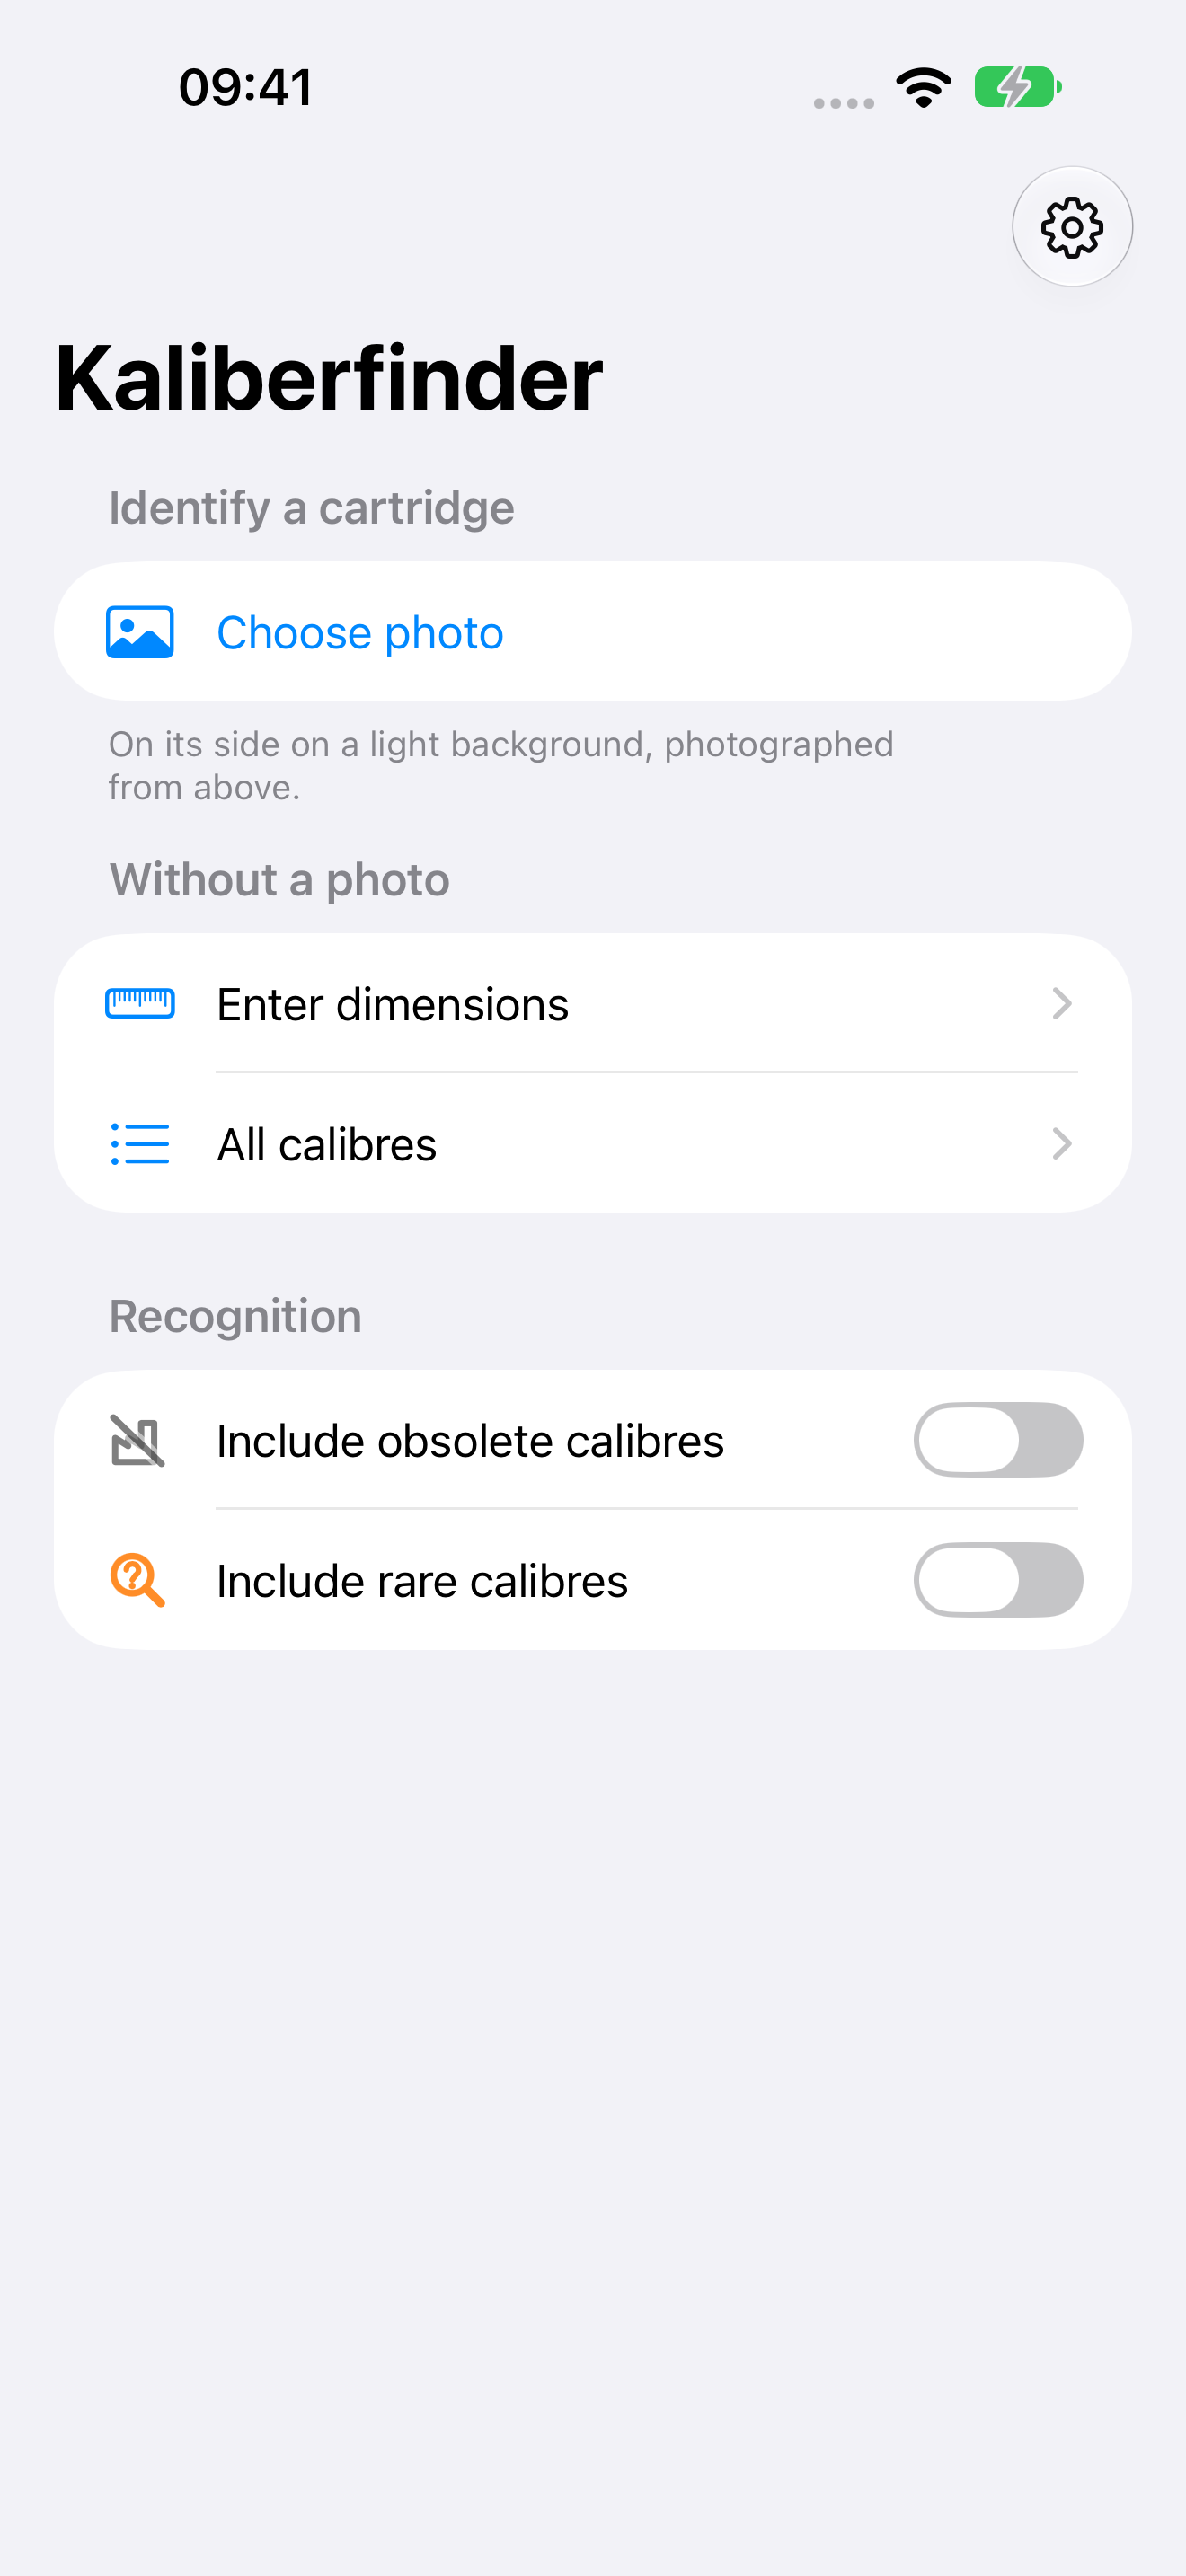 09:41
Kaliberfinder
Identify a cartridge
Choose photo
On its side on a light background, photographed
from above.
Without a photo
Enter dimensions
All calibres
Recognition
Include obsolete calibres
Include rare calibres